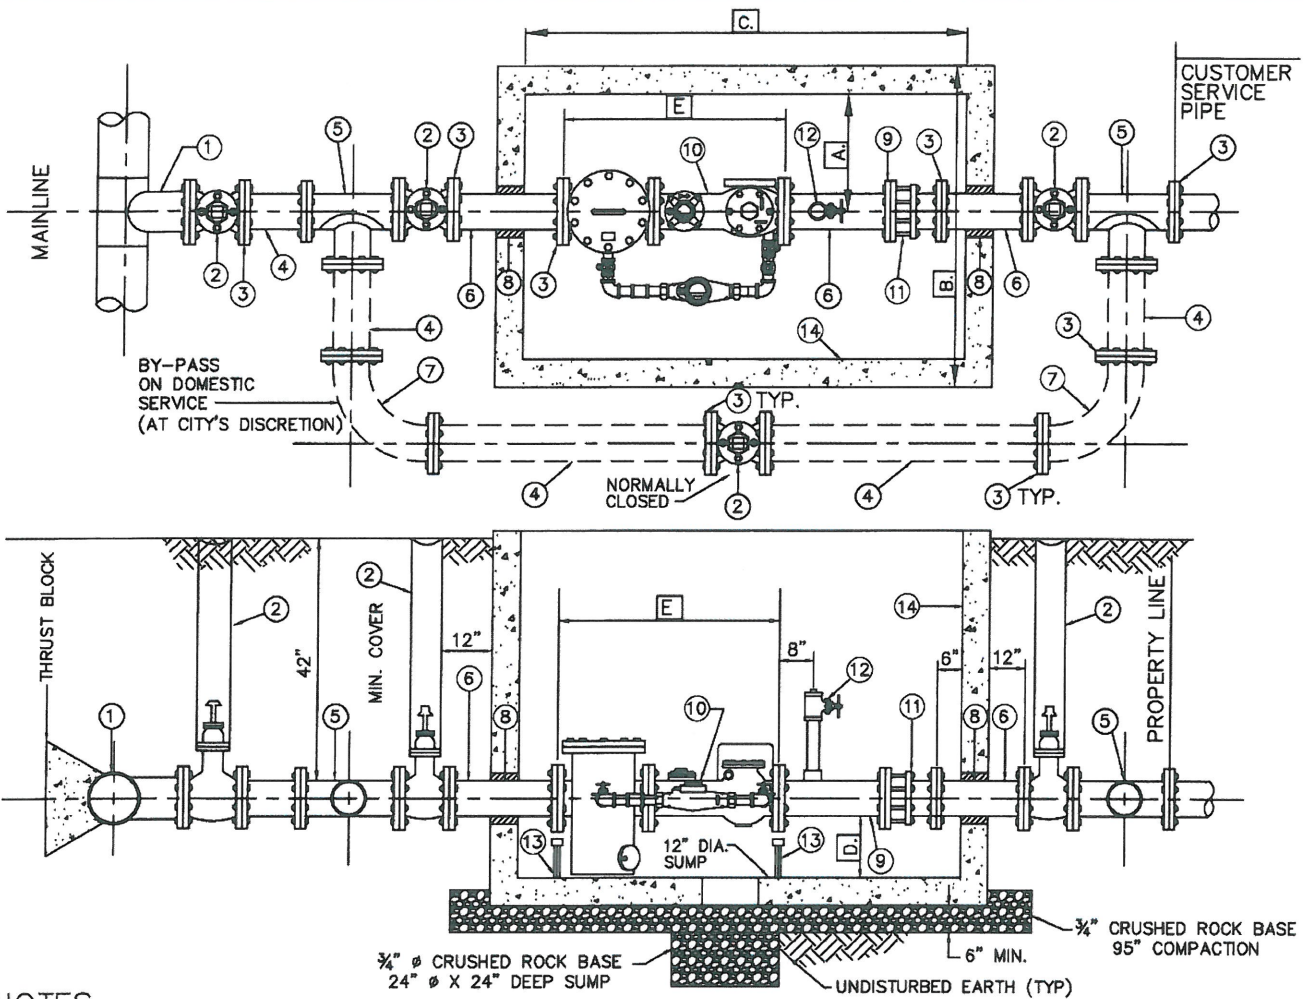 C.
CUSTOMER
SERVICE
PIPE
E
MAINLINE
1
5
2
3
10
12
A.
9
3
2
5
3
2
3
4
6
8
3
6
11
B.
8
6
4
4
14
3
BY-PASS
ON DOMESTIC
SERVICE
(AT CITY'S DISCRETION)
7
7
3 TYP.
4
NORMALLY
CLOSED
2
4
3 TYP.
THRUST BLOCK
2
42"
MIN. COVER
2
12"
E
14
6"
12"
2
PROPERTY LINE
8"
12
1
5
6
8
10
11
8
6
5
13
12" DIA.
SUMP
13
D.
9
¾" CRUSHED ROCK BASE
95" COMPACTION
¾" ø CRUSHED ROCK BASE
24" ø X 24" DEEP SUMP
6" MIN.
UNDISTURBED EARTH (TYP)